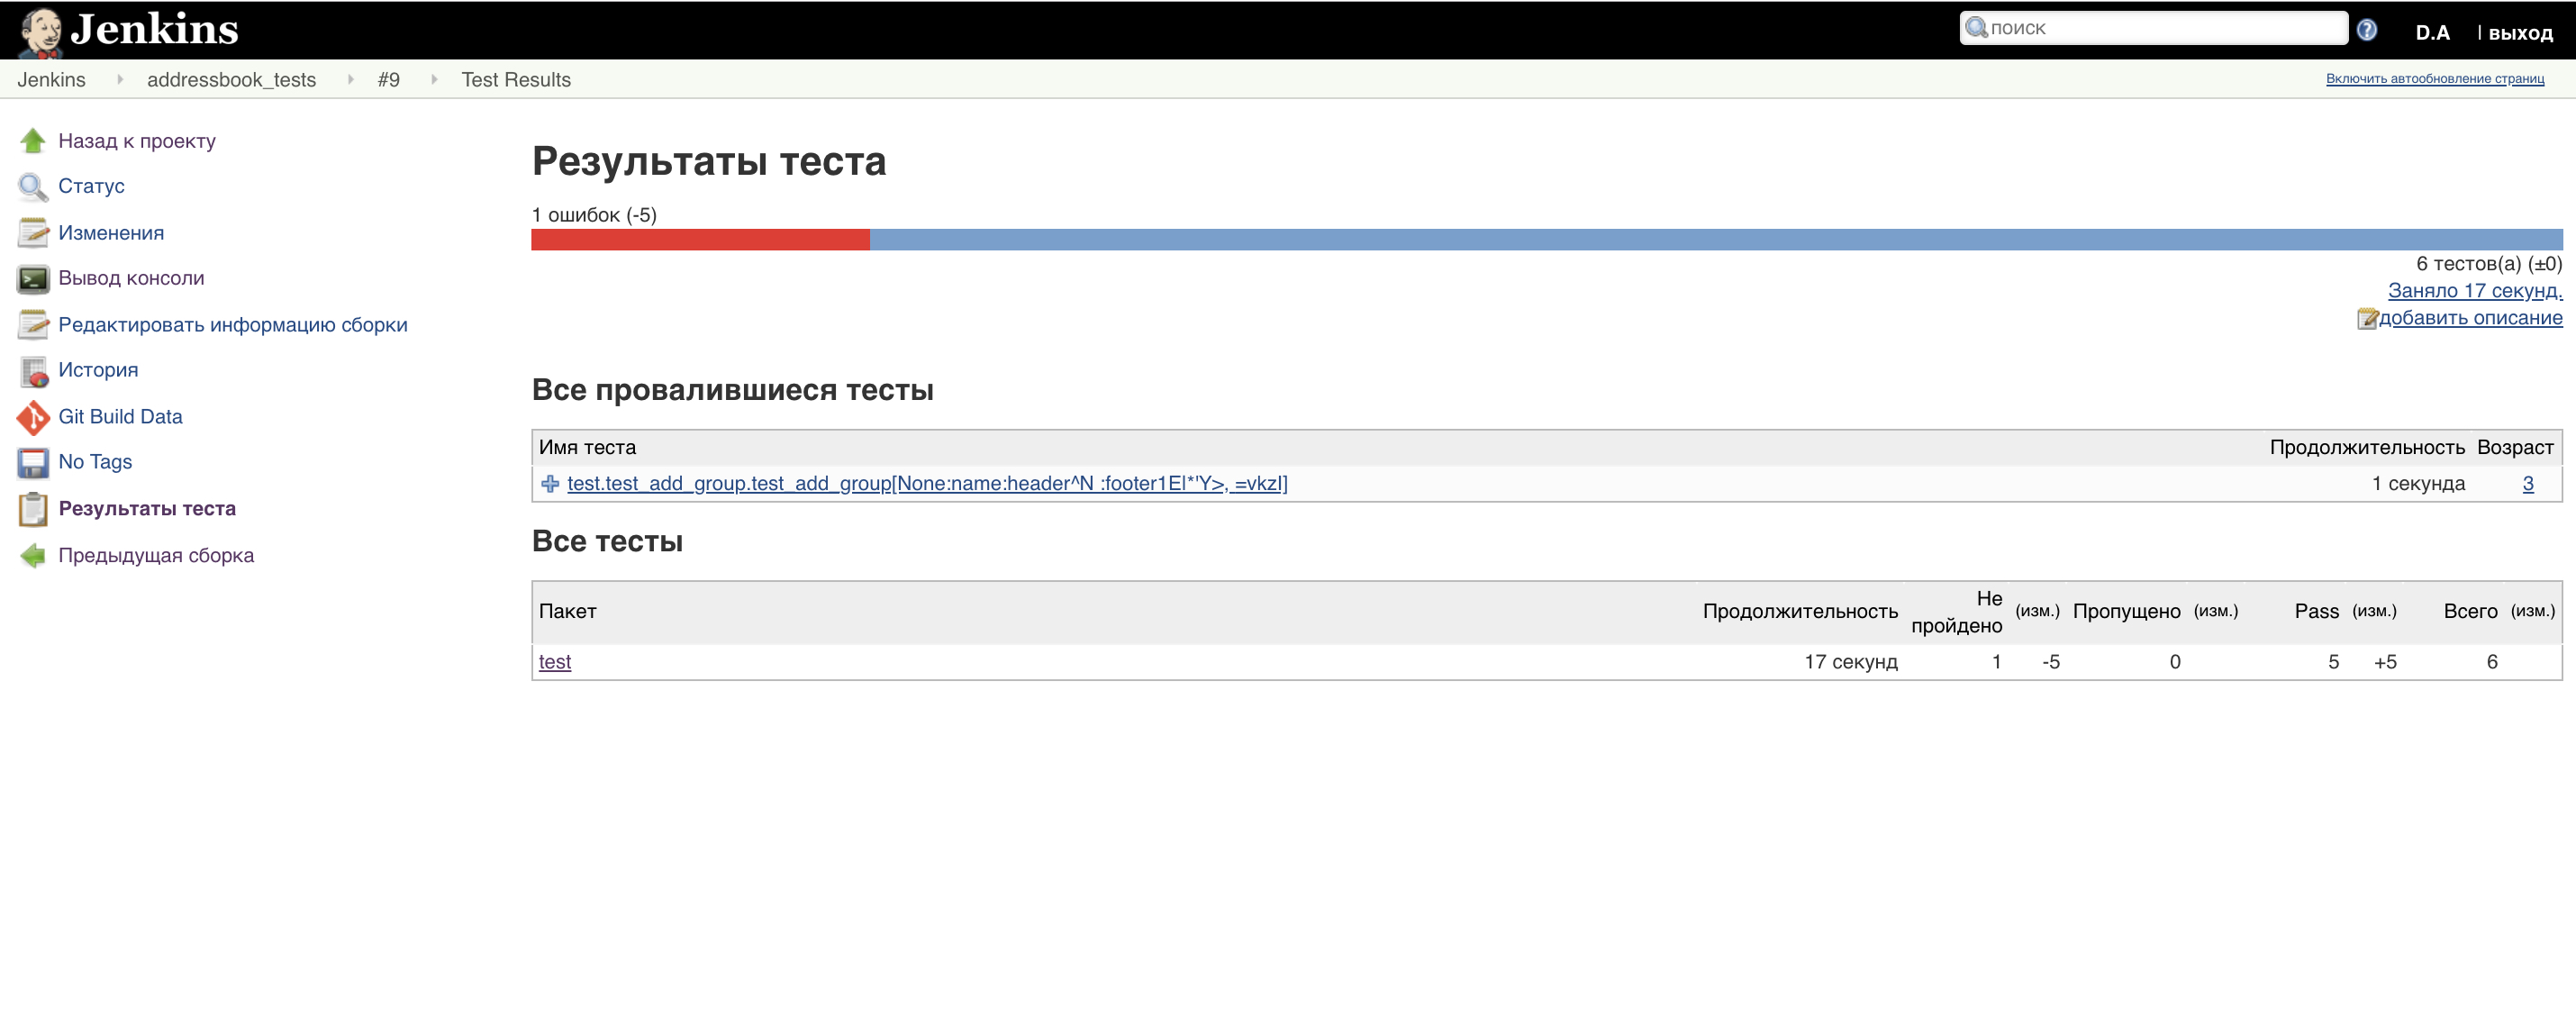 Jenkins
поиск
D.A | выход
Jenkins addressbook_tests #9 Test Results
Включить автообновление страниц
Назад к проекту
Статус
Изменения
Вывод консоли
Редактировать информацию сборки
История
Git Build Data
No Tags
Результаты теста
Предыдущая сборка
Результаты теста
1 ошибок (-5)
6 тестов(а) (±0)
Заняло 17 секунд.
добавить описание
Все провалившиеся тесты
Имя теста Продолжительность Возраст
test.test_add_group.test_add_group[None:name:header^N :footer1E|*'Y>, =vkzI] 1 секунда 3
Все тесты
Пакет Продолжительность Не пройдено (изм.) Пропущено (изм.) Pass (изм.) Всего (изм.)
test 17 секунд 1 -5 0 5 +5 6